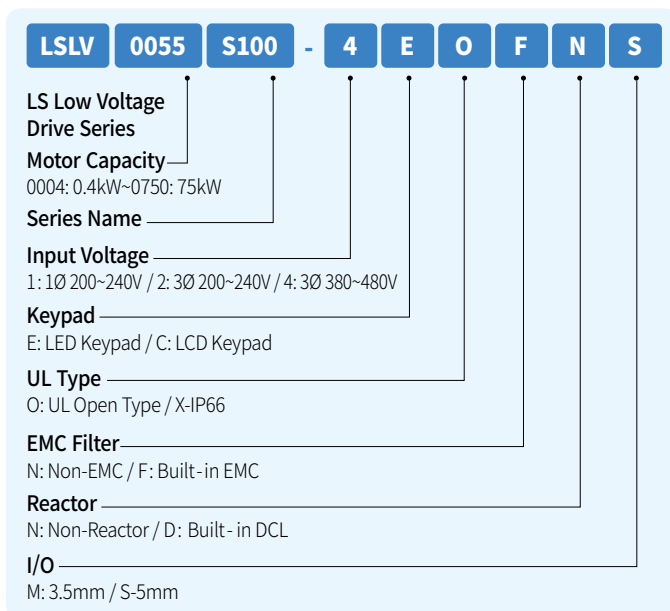 LSLV 0055 S100 - 4 E O F N S
LS Low Voltage
Drive Series
Motor Capacity
0004: 0.4kW~0750: 75kW
Series Name
Input Voltage
1: 1Ø 200~240V / 2: 3Ø 200~240V / 4: 3Ø 380~480V
Keypad
E: LED Keypad / C: LCD Keypad
UL Type
O: UL Open Type / X-IP66
EMC Filter
N: Non-EMC / F: Built-in EMC
Reactor
N: Non-Reactor / D: Built-in DCL
I/O
M: 3.5mm / S-5mm